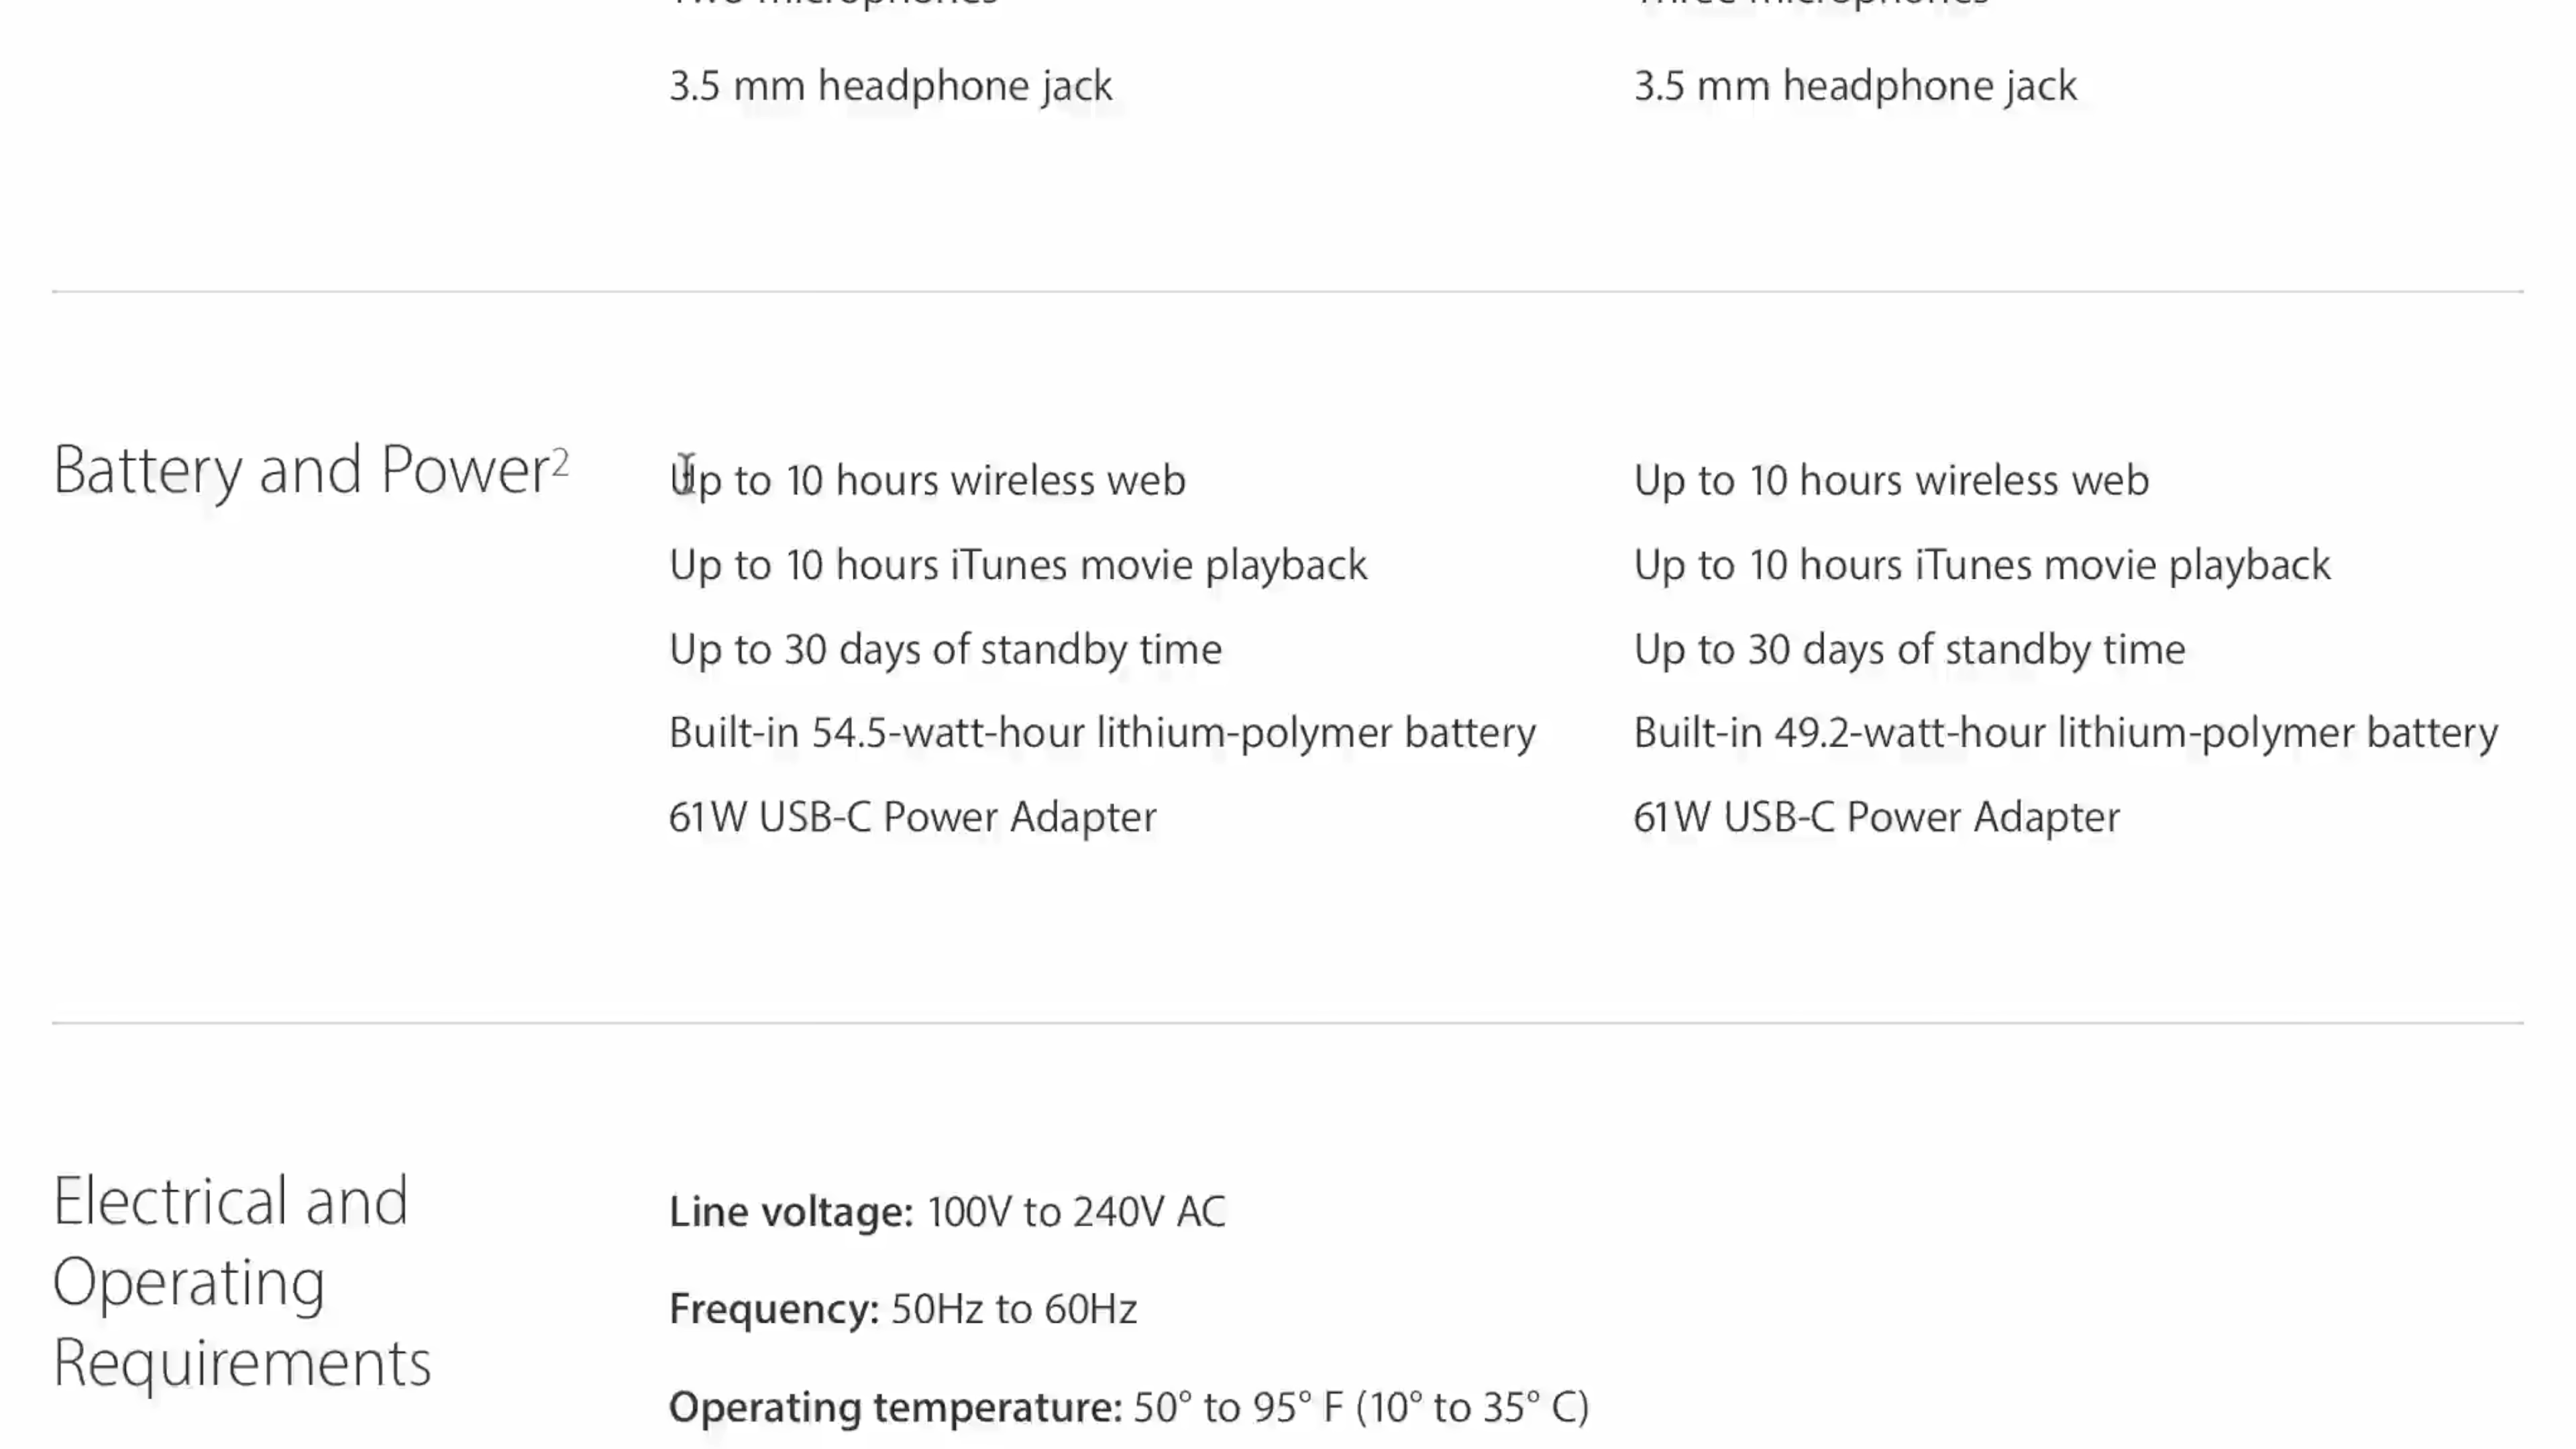 Two microphones
Three microphones
3.5 mm headphone jack
3.5 mm headphone jack
Battery and Power2
Up to 10 hours wireless web
Up to 10 hours iTunes movie playback
Up to 30 days of standby time
Built-in 54.5-watt-hour lithium-polymer battery
61W USB-C Power Adapter
Up to 10 hours wireless web
Up to 10 hours iTunes movie playback
Up to 30 days of standby time
Built-in 49.2-watt-hour lithium-polymer battery
61W USB-C Power Adapter
Electrical and
Operating
Requirements
Line voltage: 100V to 240V AC
Frequency: 50Hz to 60Hz
Operating temperature: 50° to 95° F (10° to 35° C)